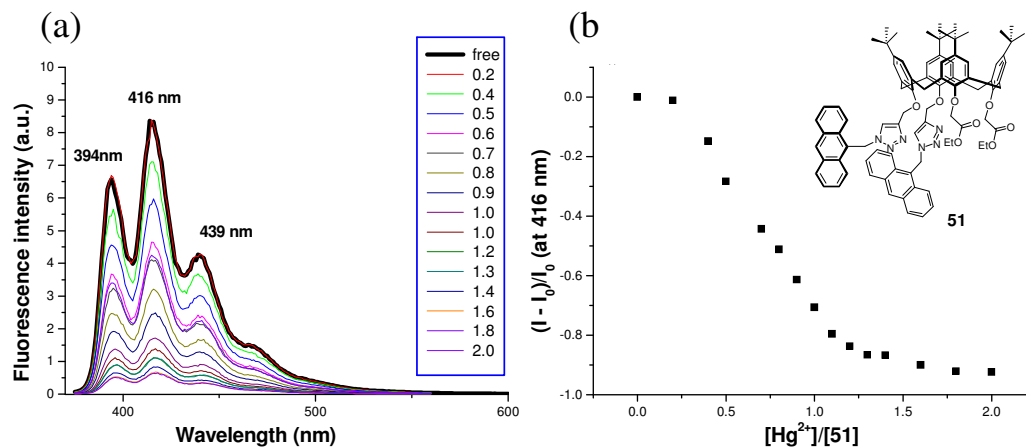 (a)
Fluorescence intensity (a.u.)
10
9
8
7
6
5
4
3
2
1
0
394nm
416 nm
439 nm
free
0.2
0.4
0.5
0.6
0.7
0.8
0.9
1.0
1.0
1.2
1.3
1.4
1.6
1.8
2.0
400
500
600
Wavelength (nm)
(b)
(I - I₀)/I₀ (at 416 nm)
0.0
-0.2
-0.4
-0.6
-0.8
-1.0
0.0
0.5
1.0
1.5
2.0
[Hg²⁺]/[51]
O
O
O
O
O
O
EtO
EtO
N
N
N
N
N
N
51